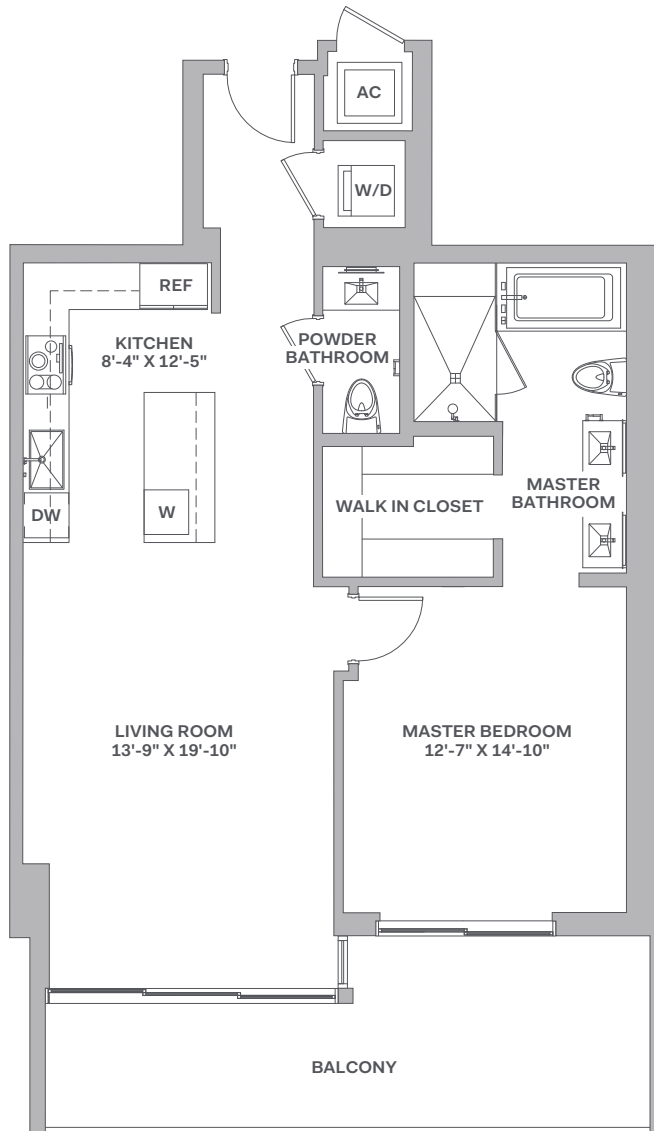 AC
W/D
REF
KITCHEN
8'-4" X 12'-5"
POWDER
BATHROOM
DW
W
WALK IN CLOSET
MASTER
BATHROOM
LIVING ROOM
13'-9" X 19'-10"
MASTER BEDROOM
12'-7" X 14'-10"
BALCONY